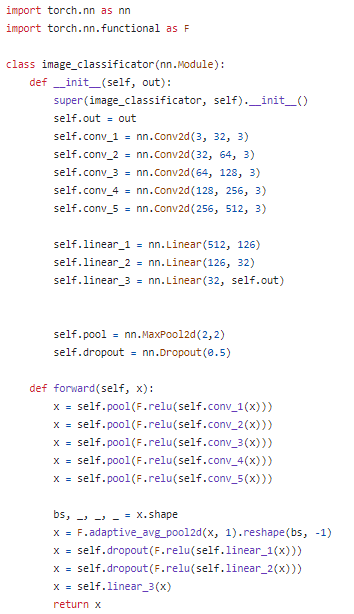 import torch.nn as nn
import torch.nn.functional as F

class image_classificator(nn.Module):
    def __init__(self, out):
        super(image_classificator, self).__init__()
        self.out = out
        self.conv_1 = nn.Conv2d(3, 32, 3)
        self.conv_2 = nn.Conv2d(32, 64, 3)
        self.conv_3 = nn.Conv2d(64, 128, 3)
        self.conv_4 = nn.Conv2d(128, 256, 3)
        self.conv_5 = nn.Conv2d(256, 512, 3)

        self.linear_1 = nn.Linear(512, 126)
        self.linear_2 = nn.Linear(126, 32)
        self.linear_3 = nn.Linear(32, self.out)


        self.pool = nn.MaxPool2d(2,2)
        self.dropout = nn.Dropout(0.5)

    def forward(self, x):
        x = self.pool(F.relu(self.conv_1(x)))
        x = self.pool(F.relu(self.conv_2(x)))
        x = self.pool(F.relu(self.conv_3(x)))
        x = self.pool(F.relu(self.conv_4(x)))
        x = self.pool(F.relu(self.conv_5(x)))

        bs, _, _, _ = x.shape
        x = F.adaptive_avg_pool2d(x, 1).reshape(bs, -1)
        x = self.dropout(F.relu(self.linear_1(x)))
        x = self.dropout(F.relu(self.linear_2(x)))
        x = self.linear_3(x)
        return x